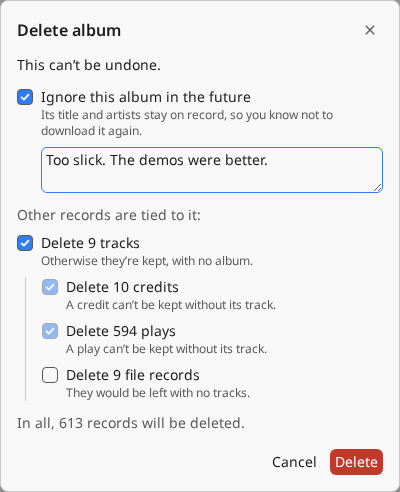 Delete album
This can’t be undone.
Ignore this album in the future
Its title and artists stay on record, so you know not to
download it again.
Too slick. The demos were better.
Other records are tied to it:
Delete 9 tracks
Otherwise they’re kept, with no album.
Delete 10 credits
A credit can’t be kept without its track.
Delete 594 plays
A play can’t be kept without its track.
Delete 9 file records
They would be left with no tracks.
In all, 613 records will be deleted.
Cancel Delete